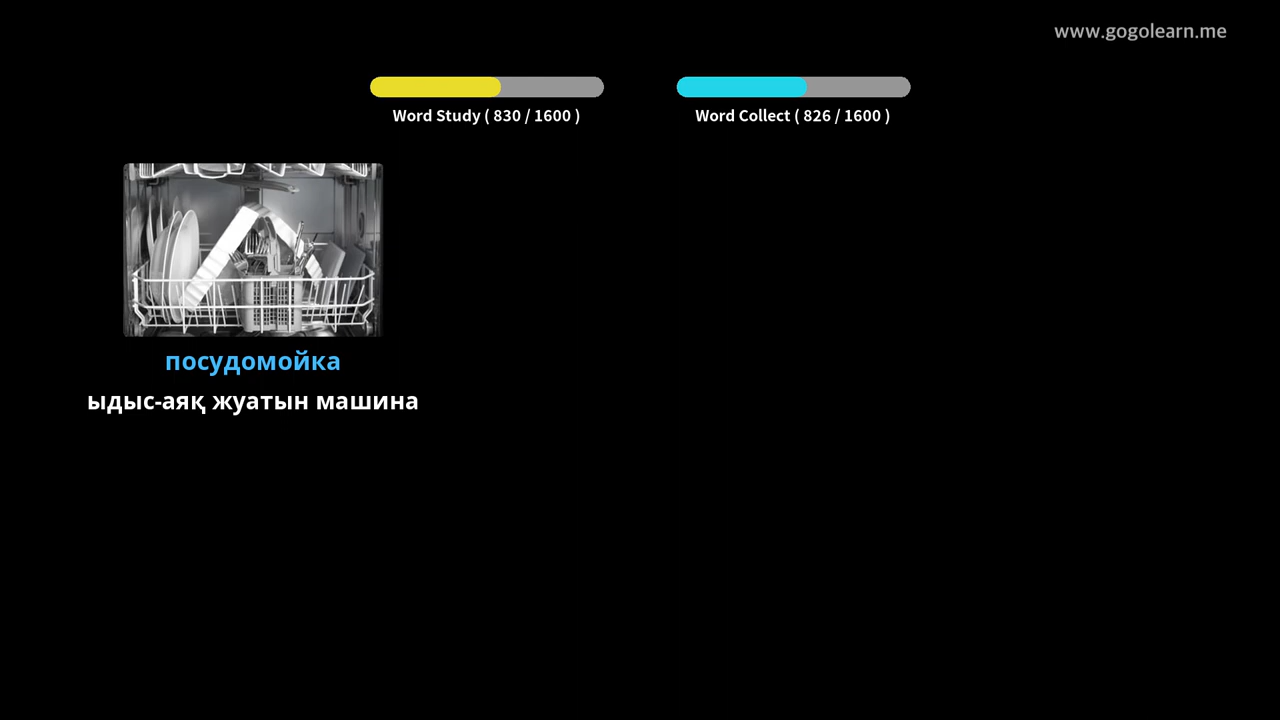 www.gogolearn.me
Word Study ( 830 / 1600 )
Word Collect ( 826 / 1600 )
посудомойка
ыдыс-аяқ жуатын машина